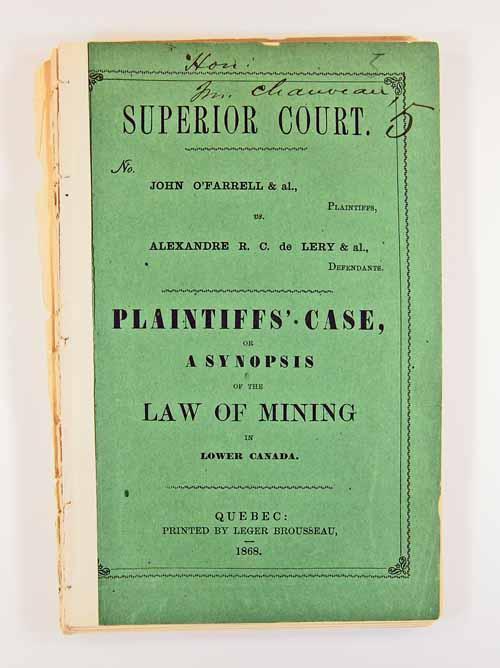 Hon:
Chauveau
5
SUPERIOR COURT.
No.
JOHN O'FARRELL & al.,
PLAINTIFFS,
vs.
ALEXANDRE R. C. de LERY & al.,
DEFENDANTS.
PLAINTIFFS' CASE,
OR
A SYNOPSIS
OF THE
LAW OF MINING
IN
LOWER CANADA.
QUEBEC:
PRINTED BY LEGER BROUSSEAU,
1868.